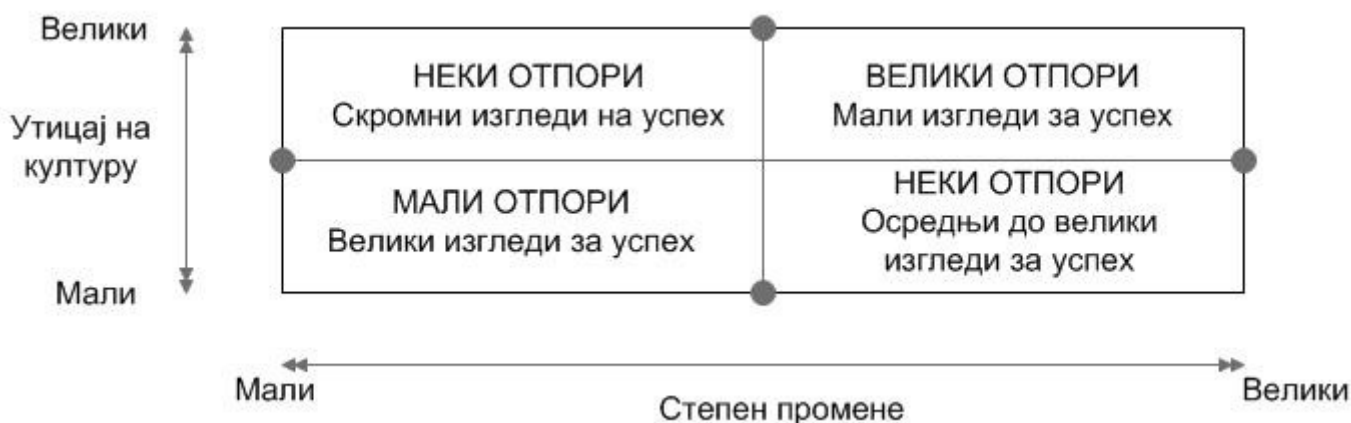 Велики
Утицај на
културу
Мали
НЕКИ ОТПОРИ
Скромни изгледи на успех
ВЕЛИКИ ОТПОРИ
Мали изгледи за успех
МАЛИ ОТПОРИ
Велики изгледи за успех
НЕКИ ОТПОРИ
Осредњи до велики
изгледи за успех
Мали
Степен промене
Велики